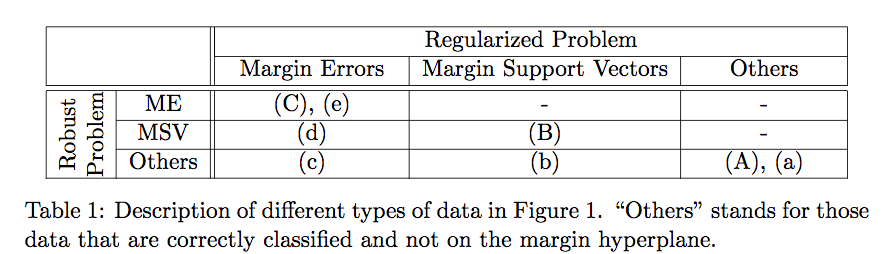 Regularized Problem
Margin Errors Margin Support Vectors Others
Robust Problem
ME (C), (e) - -
MSV (d) (B) -
Others (c) (b) (A), (a)
Table 1: Description of different types of data in Figure 1. “Others” stands for those
data that are correctly classified and not on the margin hyperplane.